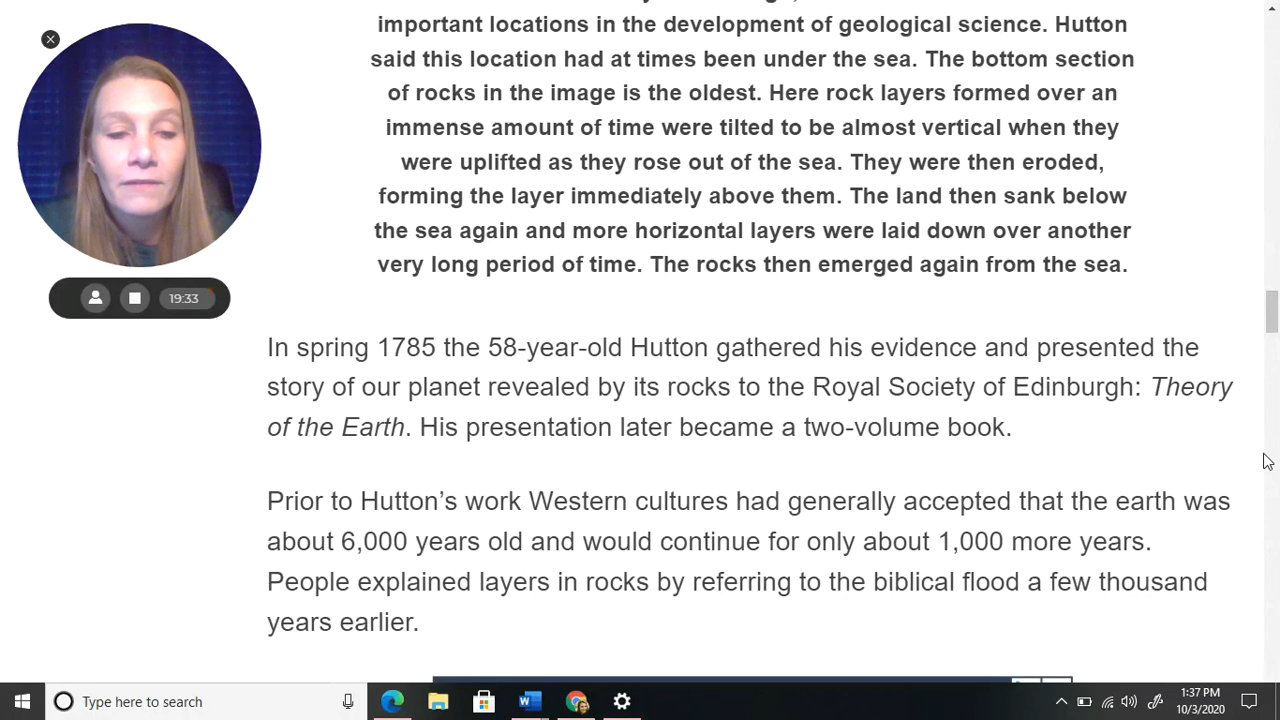 important locations in the development of geological science. Hutton
said this location had at times been under the sea. The bottom section
of rocks in the image is the oldest. Here rock layers formed over an
immense amount of time were tilted to be almost vertical when they
were uplifted as they rose out of the sea. They were then eroded,
forming the layer immediately above them. The land then sank below
the sea again and more horizontal layers were laid down over another
very long period of time. The rocks then emerged again from the sea.
19:33
In spring 1785 the 58-year-old Hutton gathered his evidence and presented the
story of our planet revealed by its rocks to the Royal Society of Edinburgh: Theory
of the Earth. His presentation later became a two-volume book.
Prior to Hutton’s work Western cultures had generally accepted that the earth was
about 6,000 years old and would continue for only about 1,000 more years.
People explained layers in rocks by referring to the biblical flood a few thousand
years earlier.
Type here to search
1:37 PM
10/3/2020